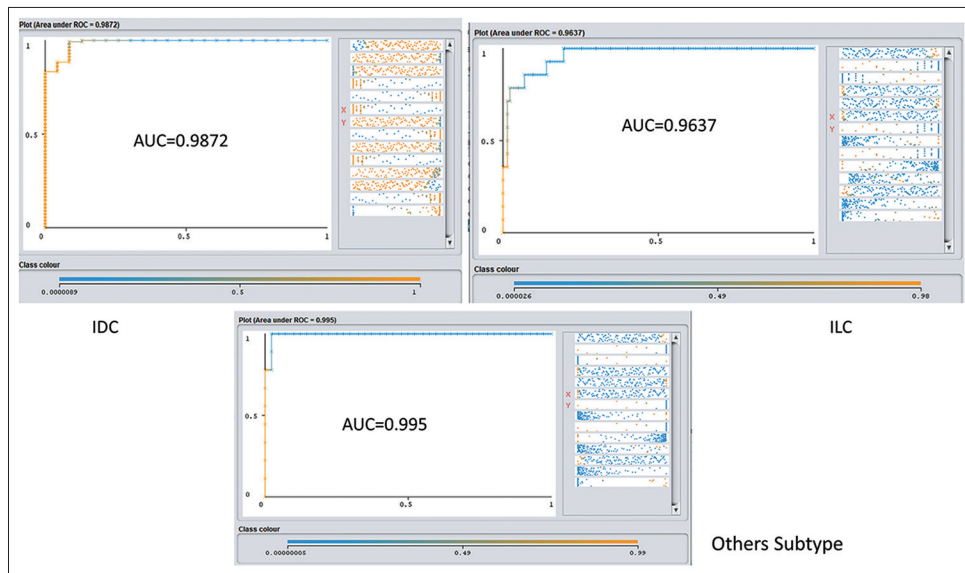 Plot (Area under ROC = 0.9872)
1
0.5
0
0
0.5
1
AUC=0.9872
X
Y
Class colour
0.0000089
0.5
1
IDC
Plot (Area under ROC = 0.9637)
1
0.5
0
0
0.5
1
AUC=0.9637
X
Y
Class colour
0.000026
0.49
0.98
ILC
Plot (Area under ROC = 0.995)
1
0.5
0
0
0.5
1
AUC=0.995
X
Y
Class colour
0.00000005
0.49
0.99
Others Subtype